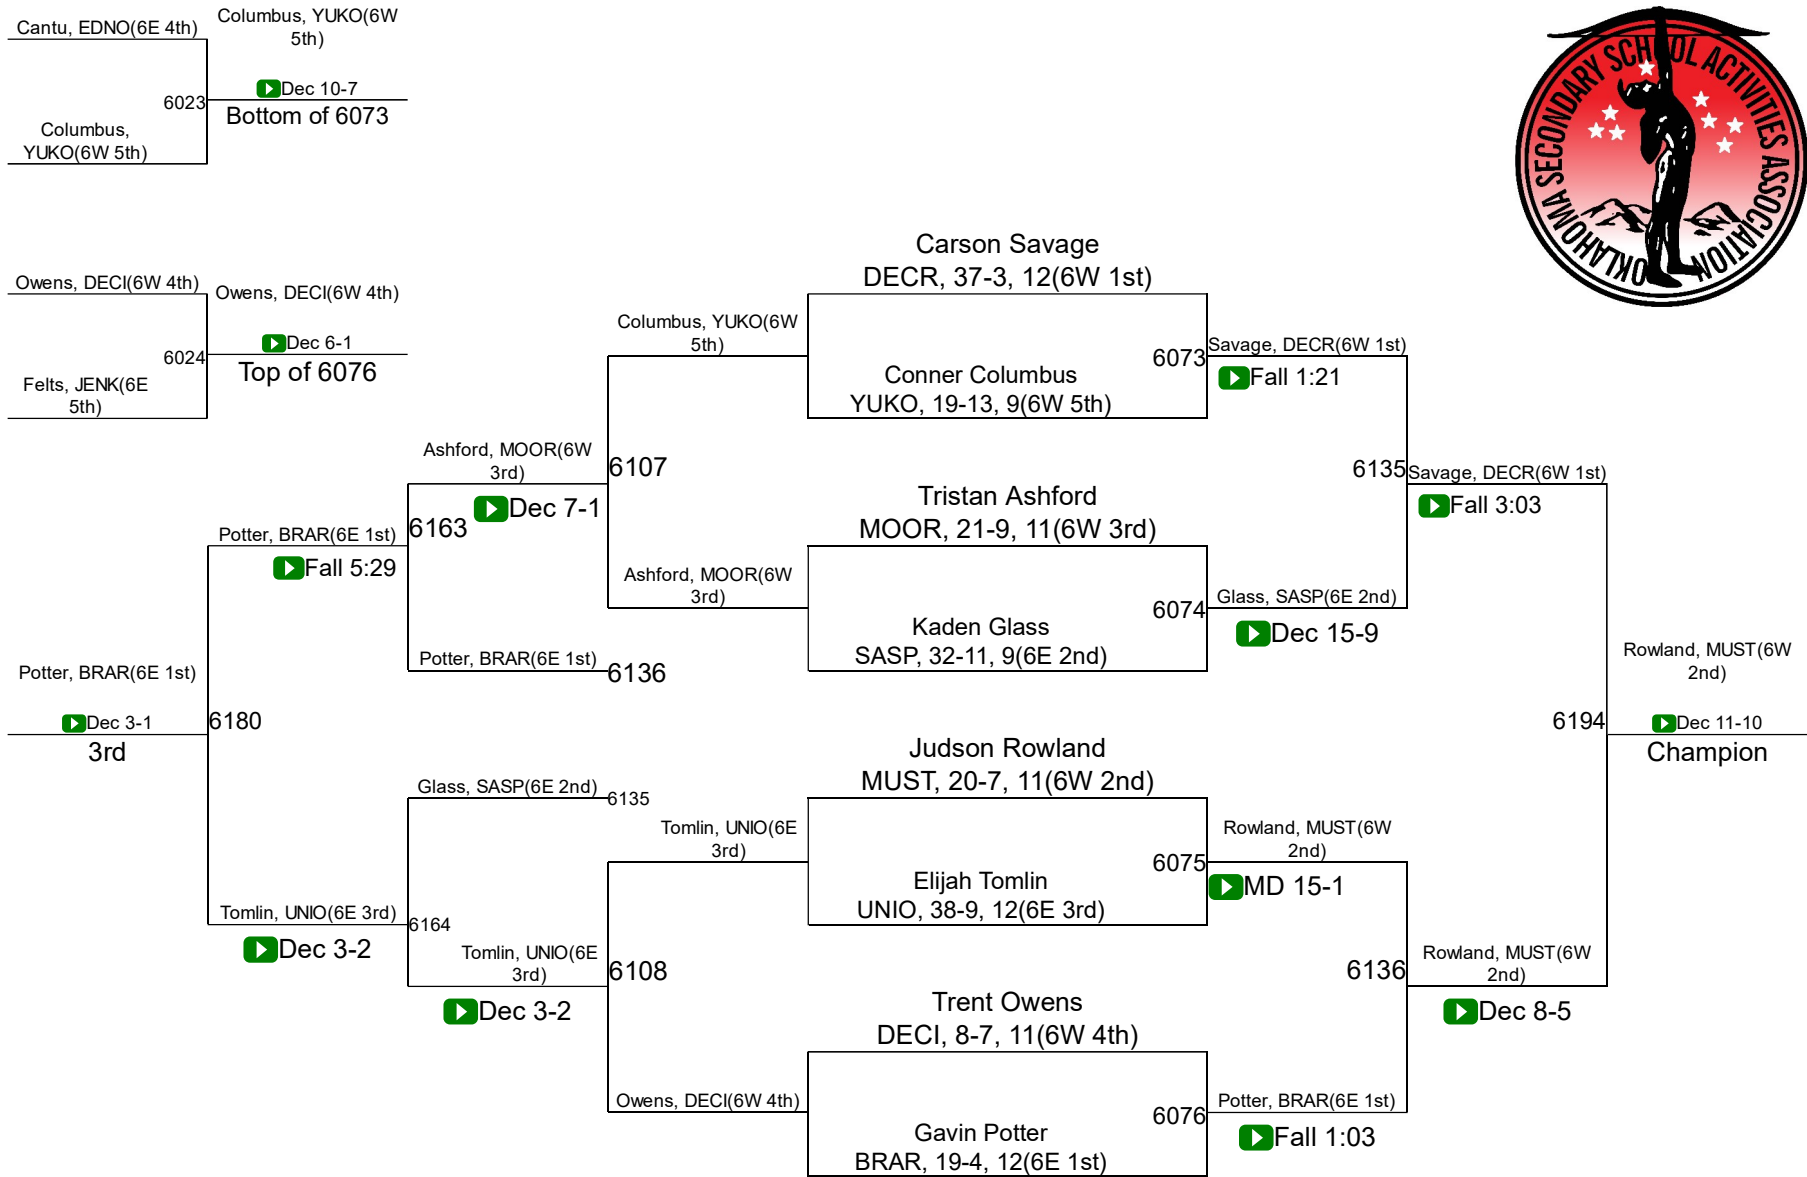 Cantu, EDNO(6E 4th)
Columbus, YUKO(6W
5th)
6023
Dec 10-7
Bottom of 6073
Columbus,
YUKO(6W 5th)
OKLAHOMA SECONDARY SCHOOL ACTIVITIES ASSOCIATION
Owens, DECI(6W 4th)
Owens, DECI(6W 4th)
6024
Dec 6-1
Top of 6076
Felts, JENK(6E
5th)
Carson Savage
DECR, 37-3, 12(6W 1st)
Columbus, YUKO(6W
5th)
6073
Savage, DECR(6W 1st)
Fall 1:21
Conner Columbus
YUKO, 19-13, 9(6W 5th)
Ashford, MOOR(6W
3rd)
6107
Dec 7-1
6135
Savage, DECR(6W 1st)
Fall 3:03
Tristan Ashford
MOOR, 21-9, 11(6W 3rd)
Potter, BRAR(6E 1st)
6163
Fall 5:29
Ashford, MOOR(6W
3rd)
6074
Glass, SASP(6E 2nd)
Dec 15-9
Kaden Glass
SASP, 32-11, 9(6E 2nd)
Potter, BRAR(6E 1st)
6136
Potter, BRAR(6E 1st)
Dec 3-1
3rd
6180
6194
Rowland, MUST(6W
2nd)
Dec 11-10
Champion
Judson Rowland
MUST, 20-7, 11(6W 2nd)
Glass, SASP(6E 2nd)
6135
Tomlin, UNIO(6E
3rd)
6075
Rowland, MUST(6W
2nd)
MD 15-1
Elijah Tomlin
UNIO, 38-9, 12(6E 3rd)
Tomlin, UNIO(6E 3rd)
6164
Dec 3-2
Tomlin, UNIO(6E
3rd)
6108
Dec 3-2
6136
Rowland, MUST(6W
2nd)
Dec 8-5
Trent Owens
DECI, 8-7, 11(6W 4th)
Owens, DECI(6W 4th)
6076
Potter, BRAR(6E 1st)
Fall 1:03
Gavin Potter
BRAR, 19-4, 12(6E 1st)